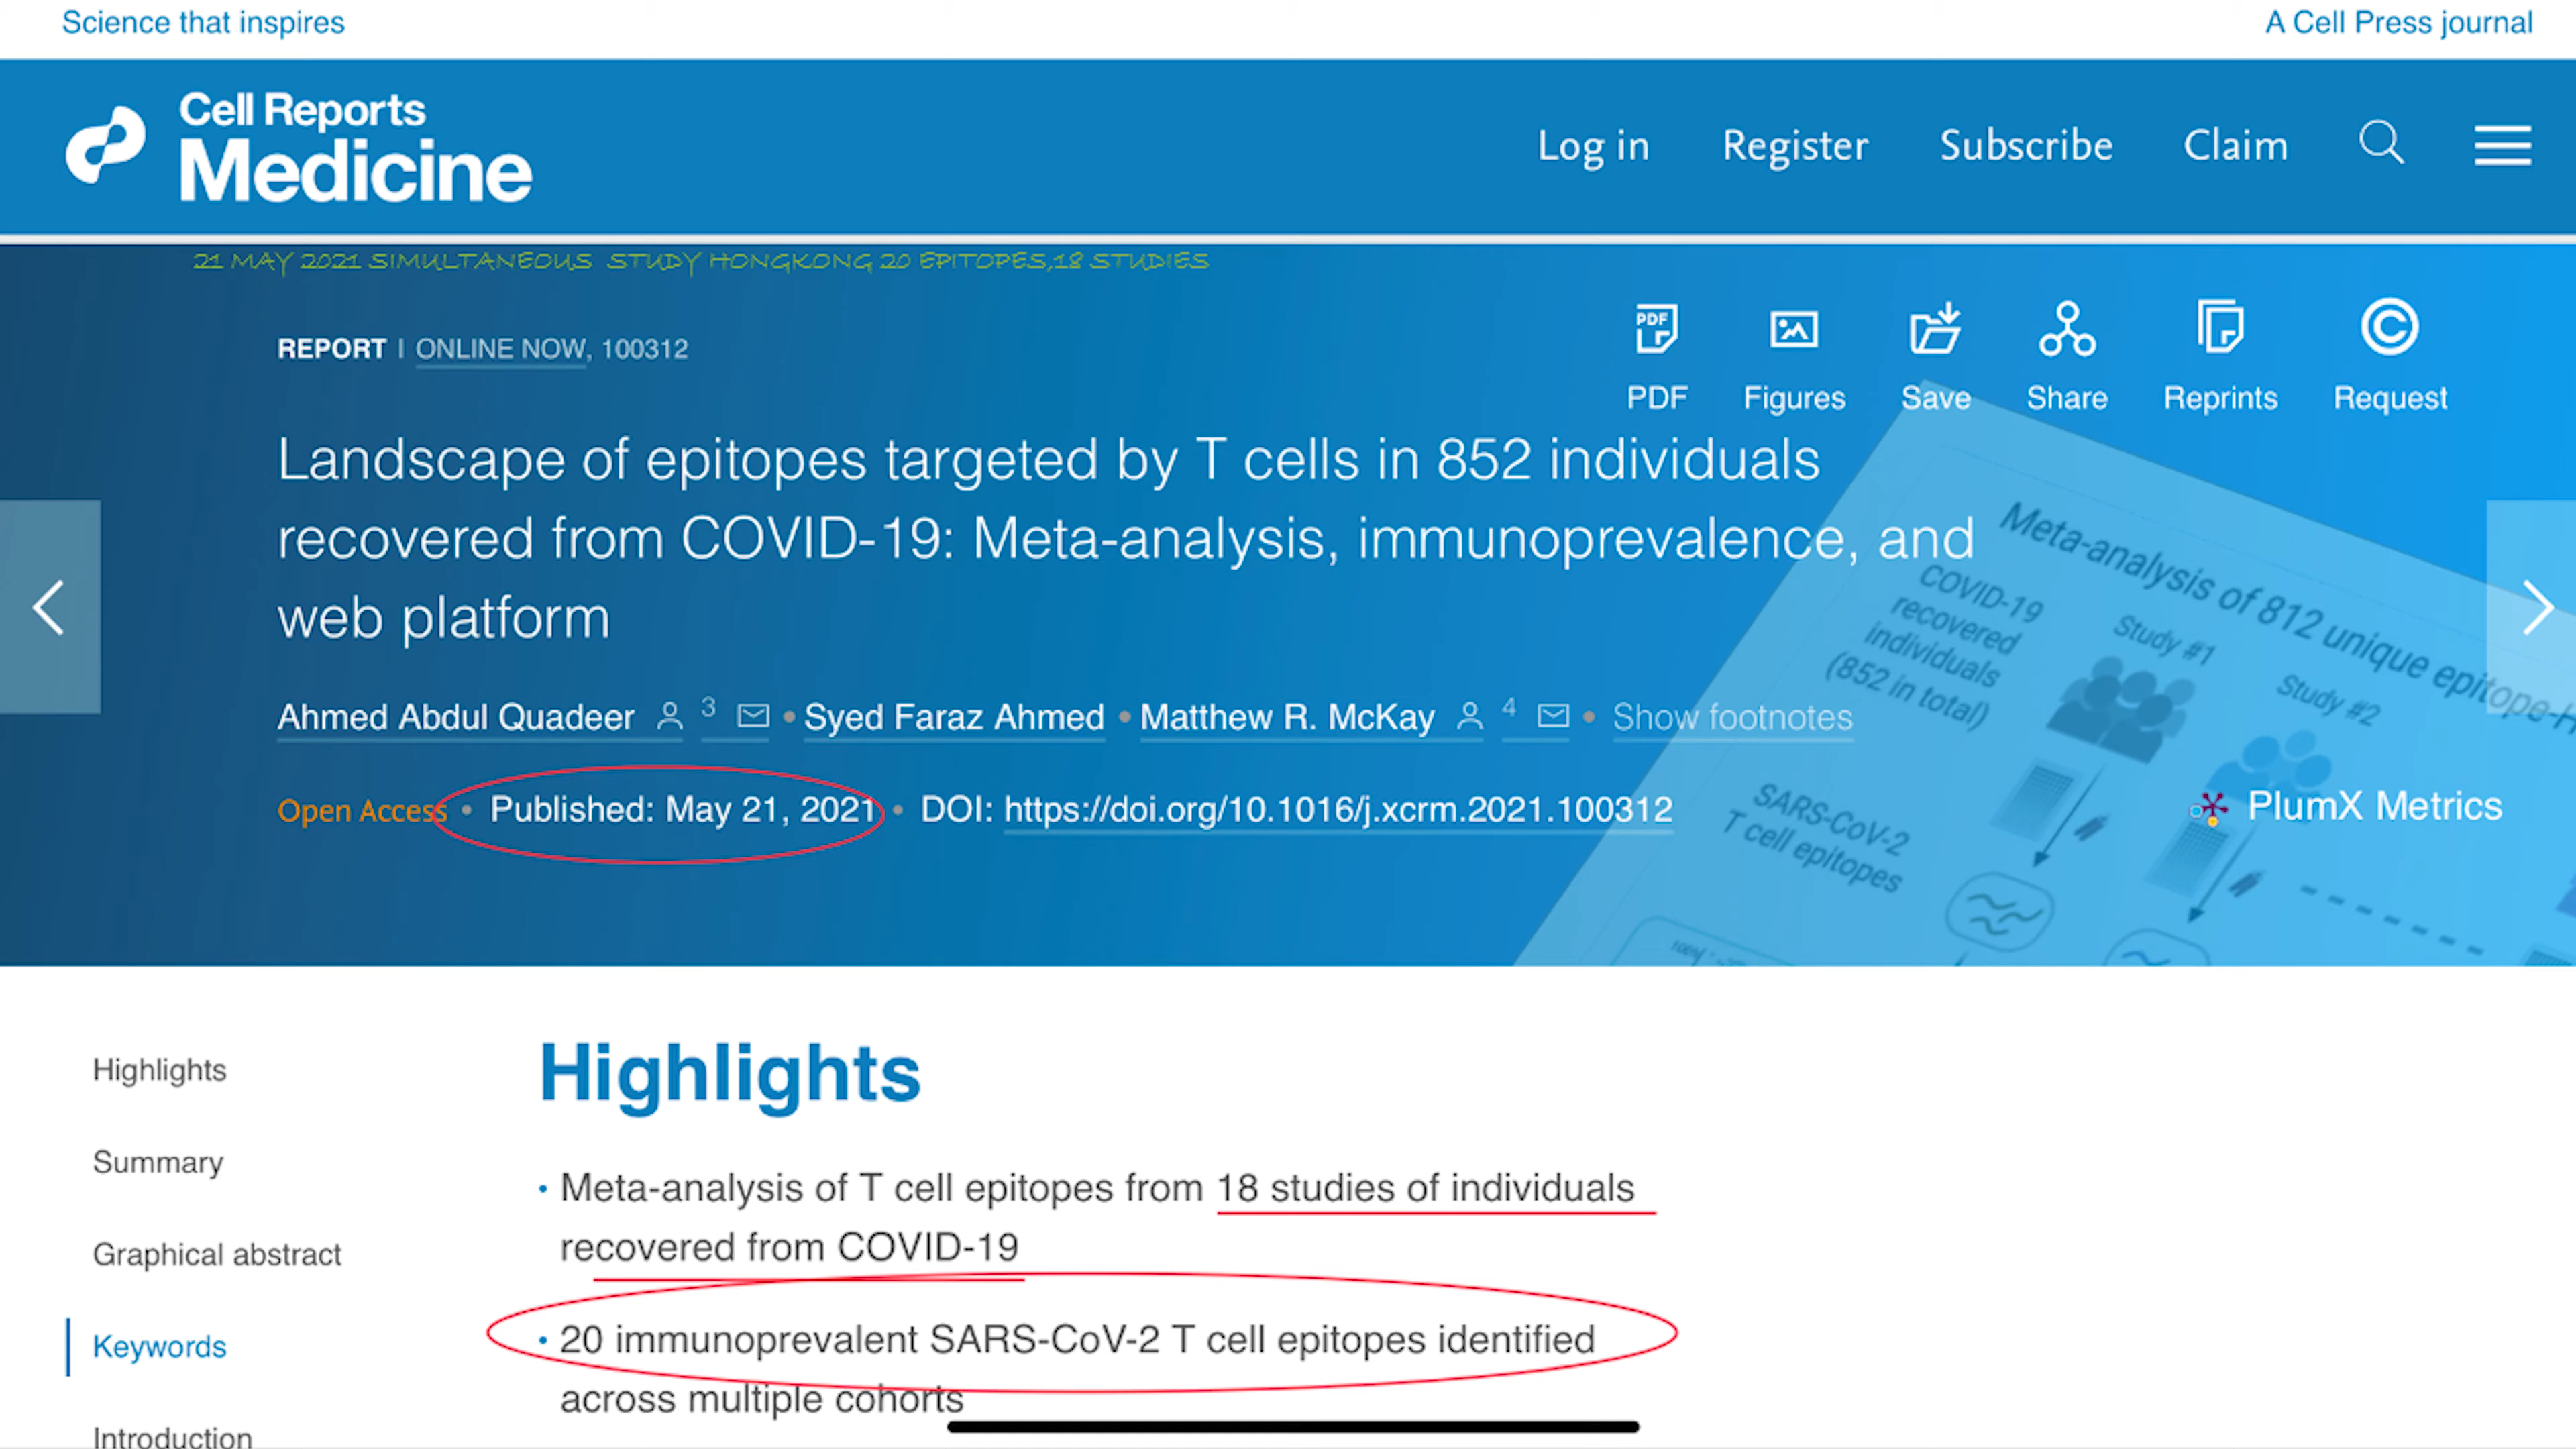 Science that inspires
A Cell Press journal
Cell Reports
Medicine
Log in
Register
Subscribe
Claim
21 MAY 2021 SIMULTANEOUS STUDY HONGKONG 20 EPITOPES,18 STUDIES
REPORT | ONLINE NOW, 100312
PDF
PDF
Figures
Save
Share
Reprints
Request
Landscape of epitopes targeted by T cells in 852 individuals
recovered from COVID-19: Meta-analysis, immunoprevalence, and
web platform
Ahmed Abdul Quadeer 3 • Syed Faraz Ahmed • Matthew R. McKay 4 • Show footnotes
Open Access • Published: May 21, 2021 • DOI: https://doi.org/10.1016/j.xcrm.2021.100312
PlumX Metrics
Meta-analysis of 812 unique epitope-H
COVID-19
recovered
individuals
(852 in total)
Study #1
Study #2
SARS-CoV-2
T cell epitopes
Highlights
Summary
Graphical abstract
Keywords
Introduction
Highlights
• Meta-analysis of T cell epitopes from 18 studies of individuals
recovered from COVID-19
• 20 immunoprevalent SARS-CoV-2 T cell epitopes identified
across multiple cohorts